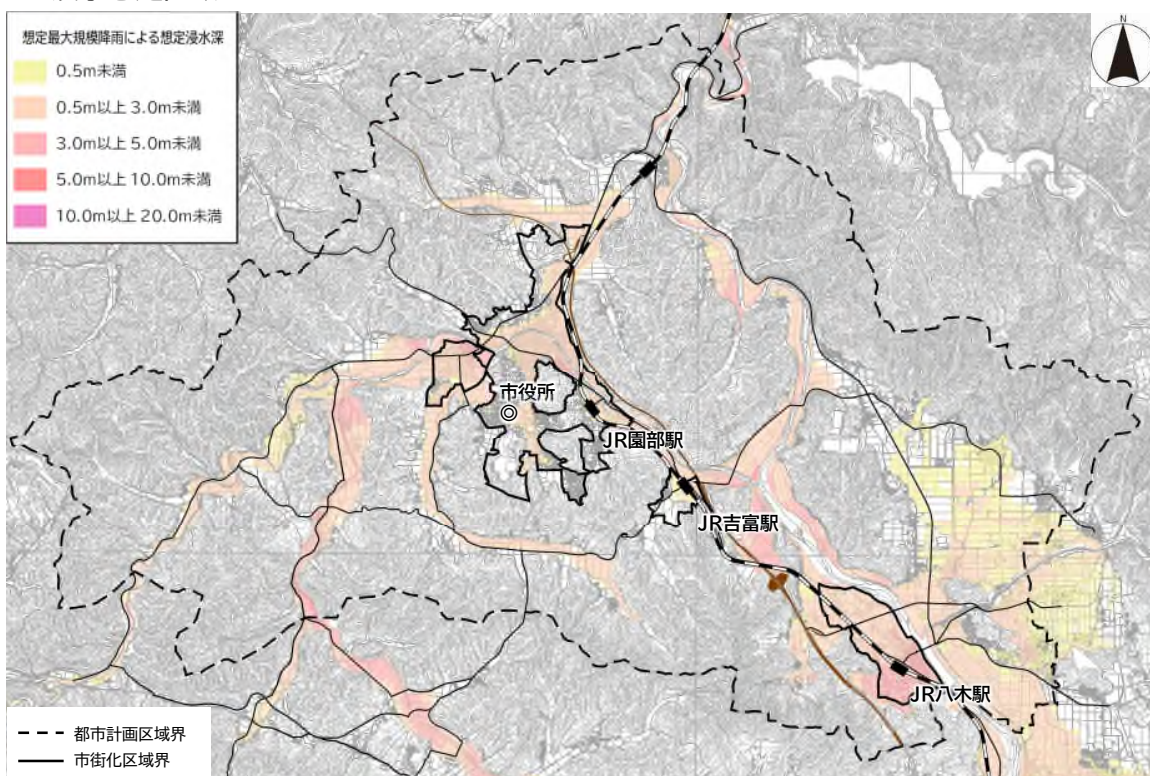 想定最大規模降雨による想定浸水深
0.5m未満
0.5m以上 3.0m未満
3.0m以上 5.0m未満
5.0m以上 10.0m未満
10.0m以上 20.0m未満
N
市役所
JR園部駅
JR吉富駅
JR八木駅
都市計画区域界
市街化区域界